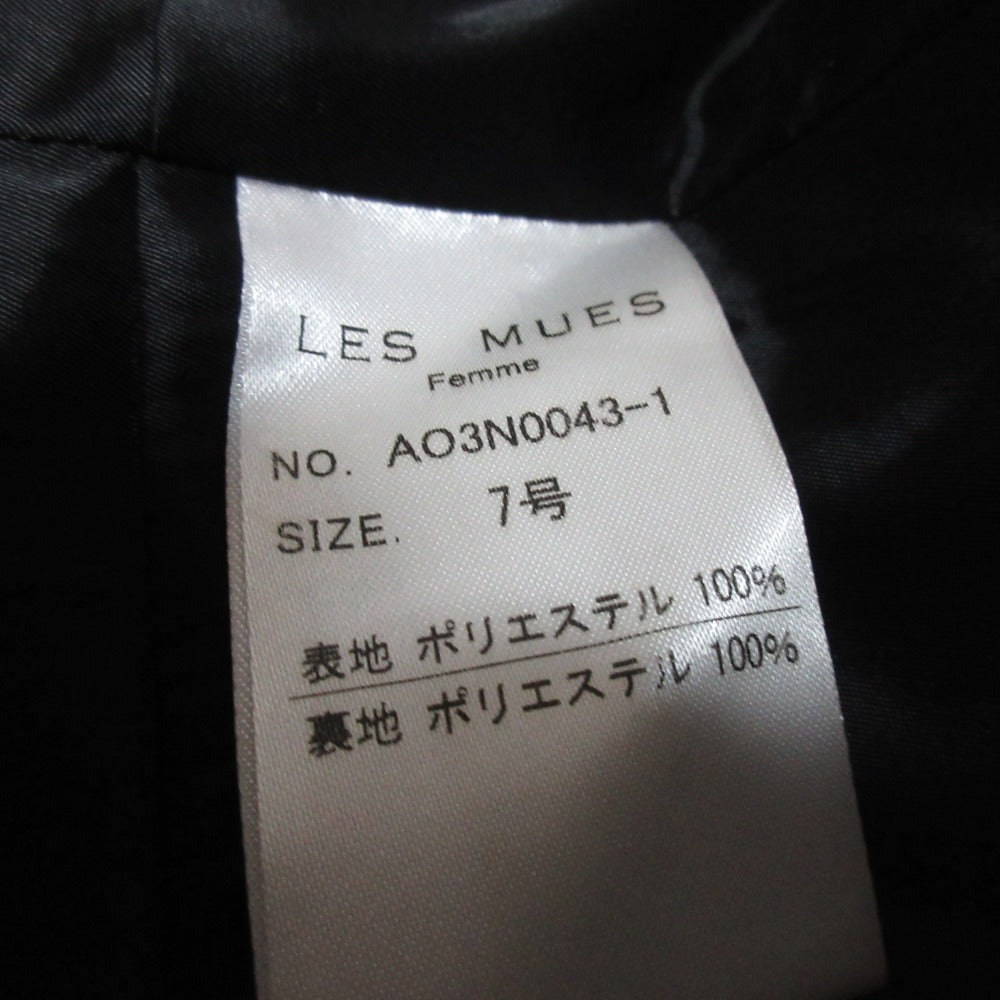 LES MUES
Femme
NO. AO3N0043-1
SIZE. 7号
表地 ポリエステル 100%
裏地 ポリエステル 100%